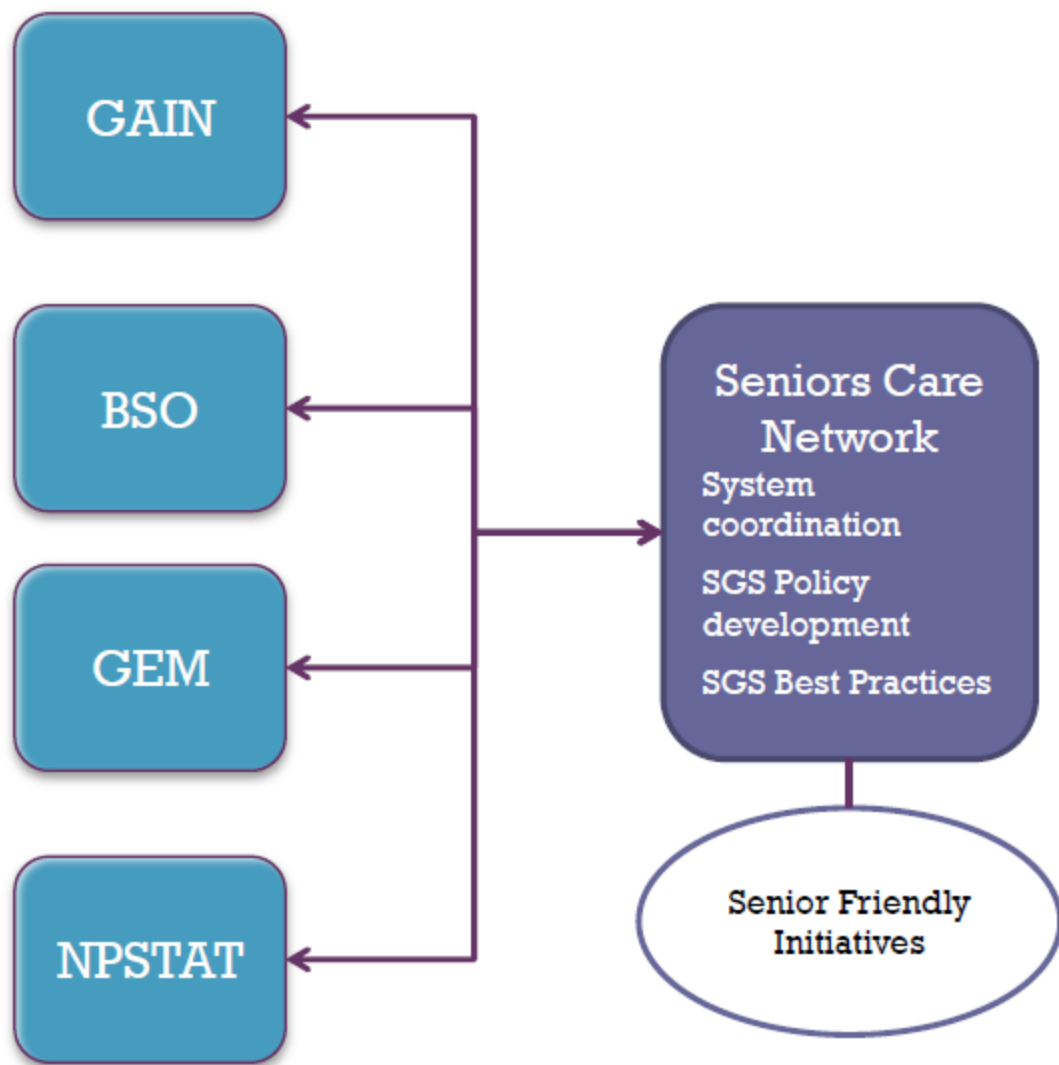 GAIN
BSO
GEM
NPSTAT
Seniors Care
Network
System
coordination
SGS Policy
development
SGS Best Practices
Senior Friendly
Initiatives